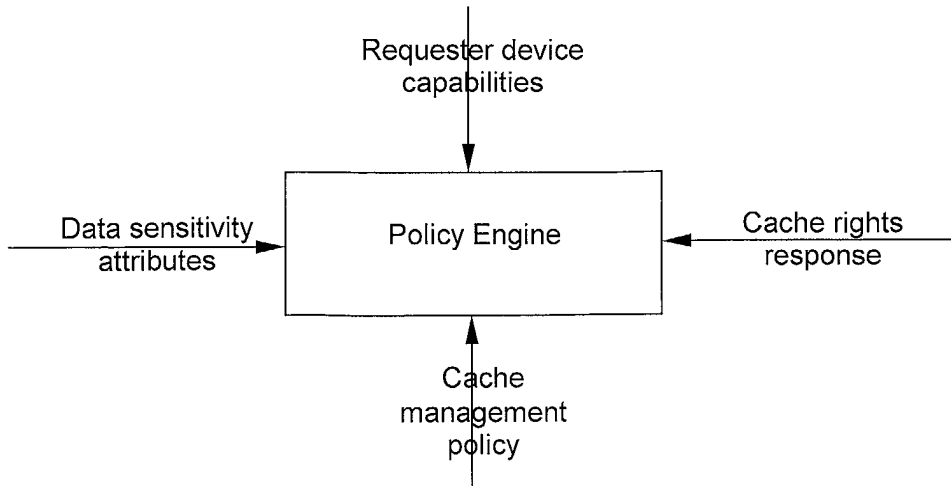 Requester device
capabilities
Data sensitivity
attributes
Policy Engine
Cache rights
response
Cache
management
policy